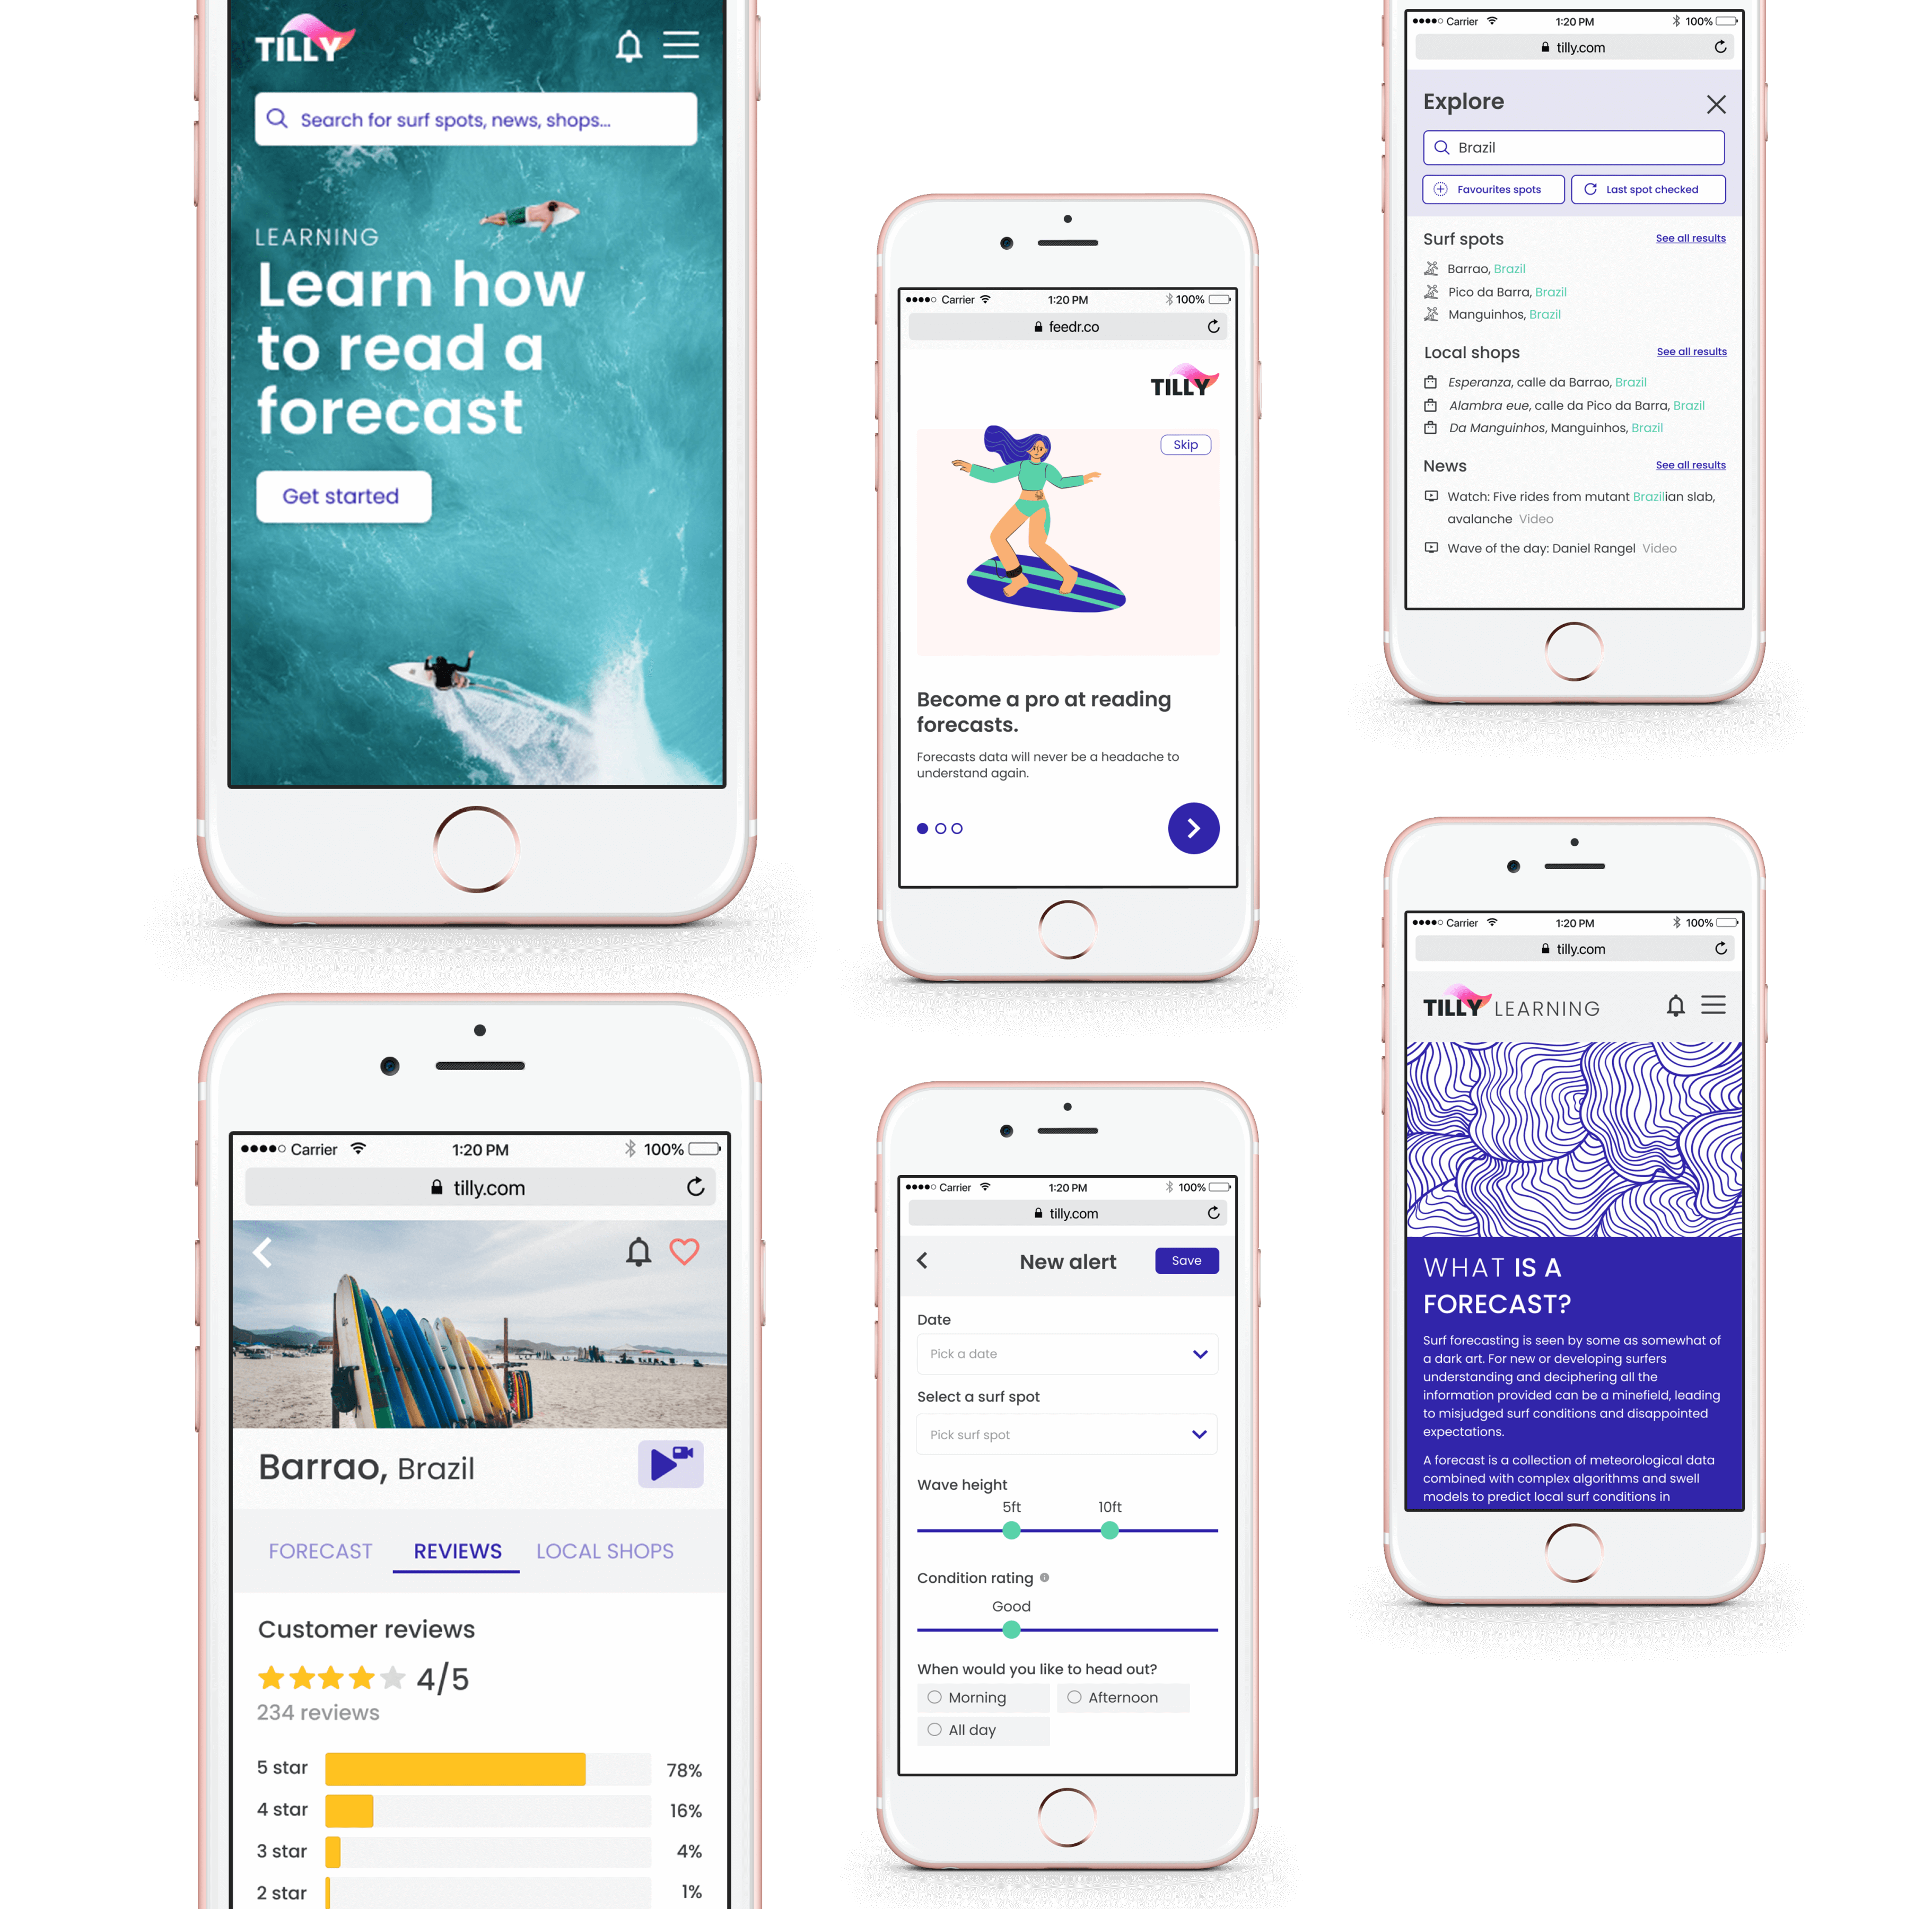 TILLY
Search for surf spots, news, shops...
LEARNING
Learn how
to read a
forecast
Get started
Carrier 1:20 PM 100%
tilly.com
Barrao, Brazil
FORECAST REVIEWS LOCAL SHOPS
Customer reviews
4/5
234 reviews
5 star 78%
4 star 16%
3 star 4%
2 star 1%
Carrier 1:20 PM 100%
feedr.co
TILLY
Skip
Become a pro at reading
forecasts.
Forecasts data will never be a headache to
understand again.
Carrier 1:20 PM 100%
tilly.com
New alert Save
Date
Pick a date
Select a surf spot
Pick surf spot
Wave height
5ft 10ft
Condition rating
Good
When would you like to head out?
Morning Afternoon
All day
Carrier 1:20 PM 100%
tilly.com
Explore
Brazil
Favourites spots Last spot checked
Surf spots See all results
Barrao, Brazil
Pico da Barra, Brazil
Manguinhos, Brazil
Local shops See all results
Esperanza, calle da Barrao, Brazil
Alambra eue, calle da Pico da Barra, Brazil
Da Manguinhos, Manguinhos, Brazil
News See all results
Watch: Five rides from mutant Brazilian slab,
avalanche Video
Wave of the day: Daniel Rangel Video
Carrier 1:20 PM 100%
tilly.com
TILLY LEARNING
WHAT IS A
FORECAST?
Surf forecasting is seen by some as somewhat of
a dark art. For new or developing surfers
understanding and deciphering all the
information provided can be a minefield, leading
to misjudged surf conditions and disappointed
expectations.
A forecast is a collection of meteorological data
combined with complex algorithms and swell
models to predict local surf conditions in